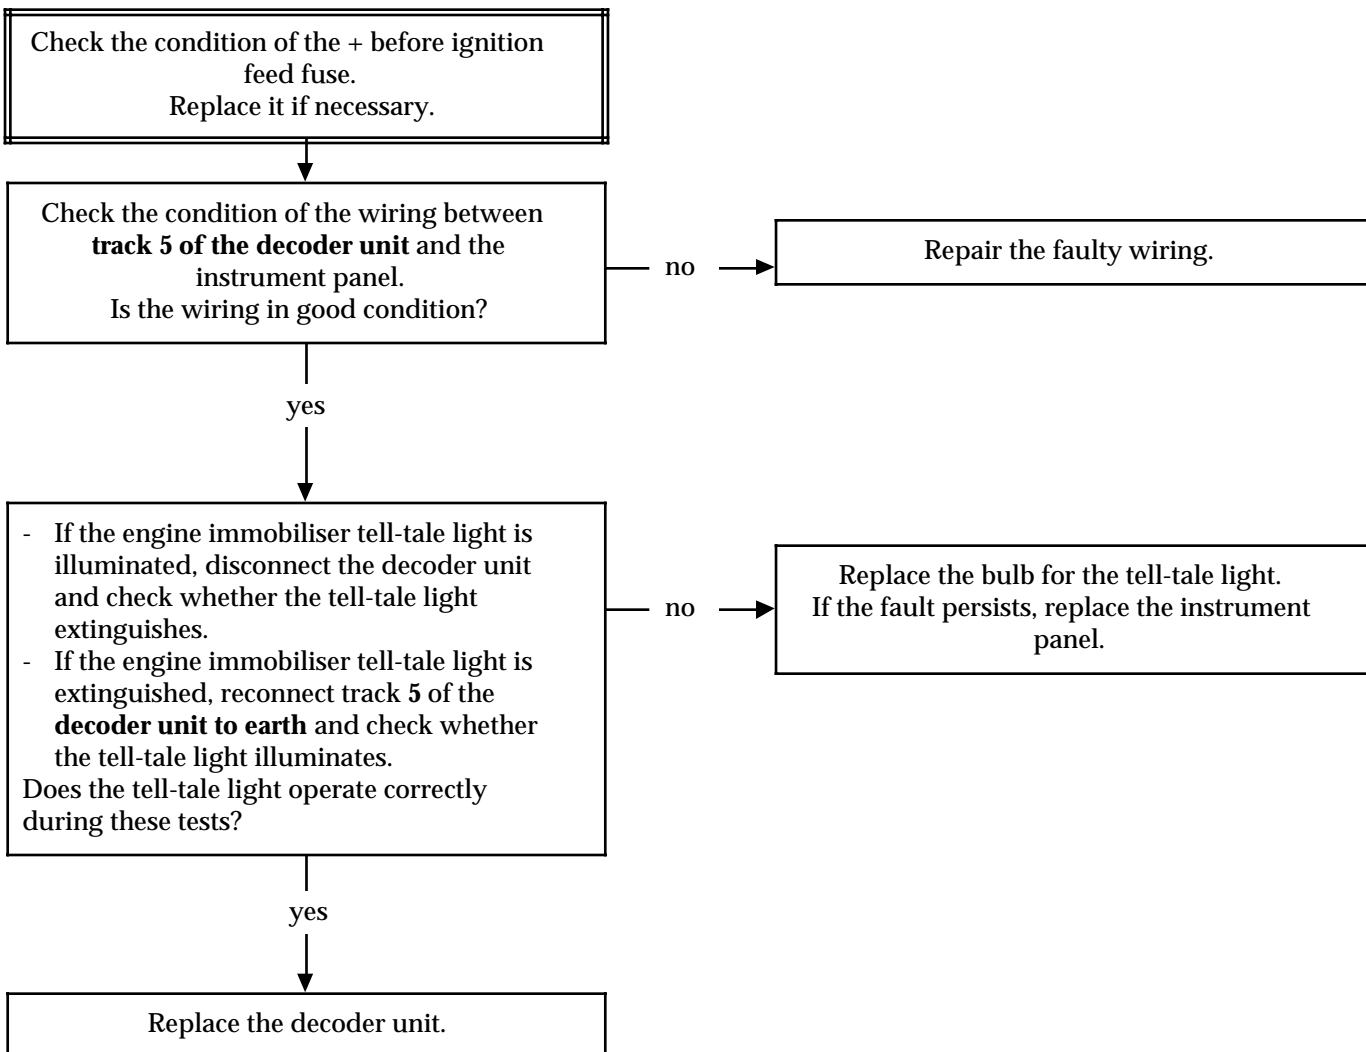 Check the condition of the + before ignition
feed fuse.
Replace it if necessary.
Check the condition of the wiring between
track 5 of the decoder unit and the
instrument panel.
Is the wiring in good condition?
no
Repair the faulty wiring.
yes
- If the engine immobiliser tell-tale light is
illuminated, disconnect the decoder unit
and check whether the tell-tale light
extinguishes.
- If the engine immobiliser tell-tale light is
extinguished, reconnect track 5 of the
decoder unit to earth and check whether
the tell-tale light illuminates.
Does the tell-tale light operate correctly
during these tests?
no
Replace the bulb for the tell-tale light.
If the fault persists, replace the instrument
panel.
yes
Replace the decoder unit.